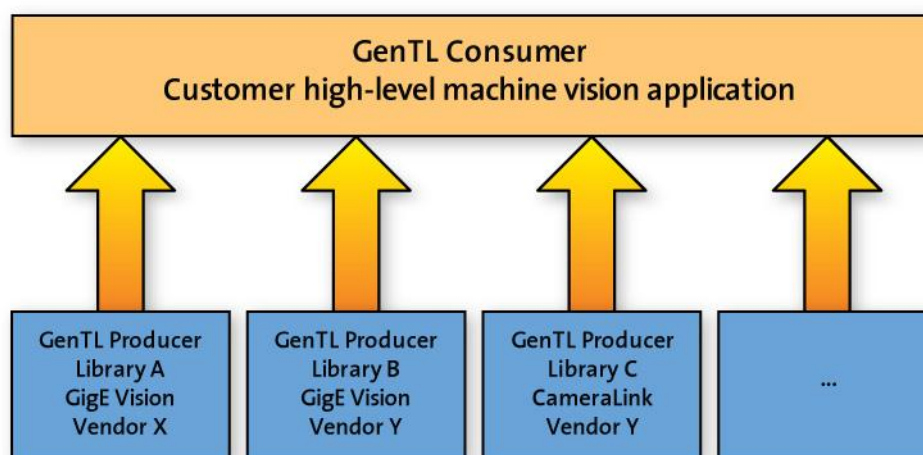 GenTL Consumer
Customer high-level machine vision application
GenTL Producer
Library A
GigE Vision
Vendor X
GenTL Producer
Library B
GigE Vision
Vendor Y
GenTL Producer
Library C
CameraLink
Vendor Y
...